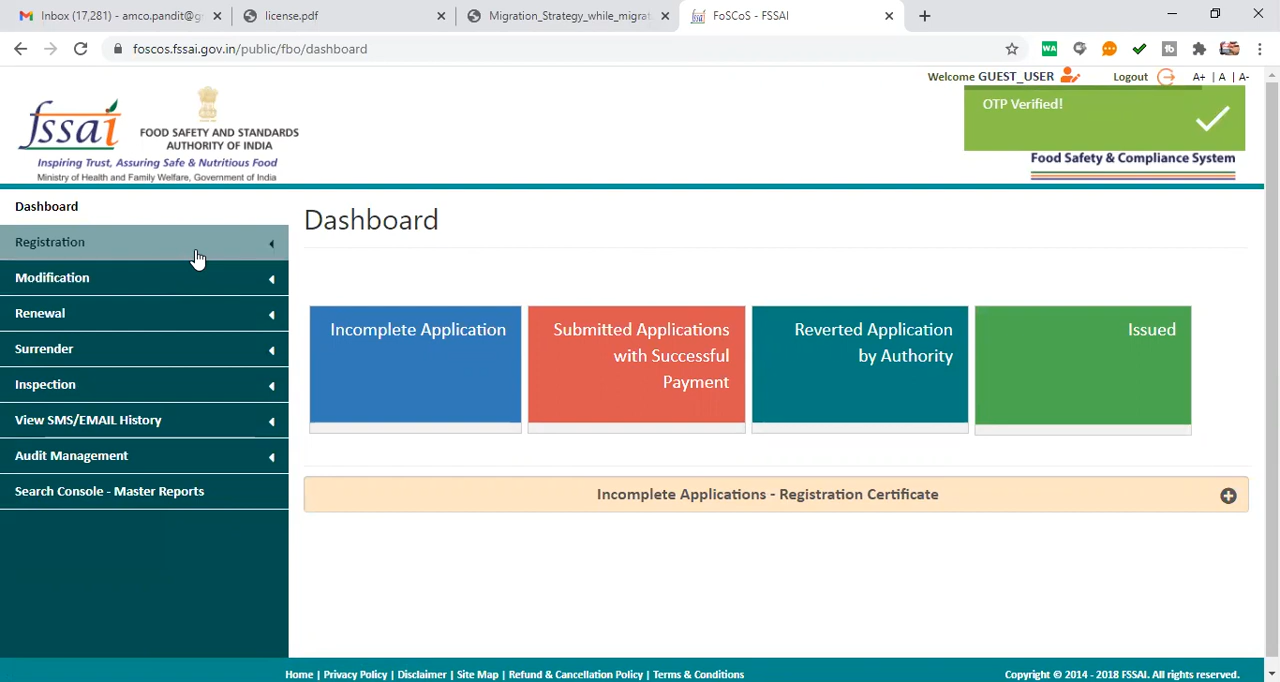 Inbox (17,281) - amco.pandit@g
license.pdf
Migration_Strategy_while_migrat
FoSCoS - FSSAI
foscos.fssai.gov.in/public/fbo/dashboard
WA
Welcome GUEST_USER
Logout
A+ | A | A-
fssai
FOOD SAFETY AND STANDARDS
AUTHORITY OF INDIA
Inspiring Trust, Assuring Safe & Nutritious Food
Ministry of Health and Family Welfare, Government of India
OTP Verified!
Food Safety & Compliance System
Dashboard
Registration
Modification
Renewal
Surrender
Inspection
View SMS/EMAIL History
Audit Management
Search Console - Master Reports
Dashboard
Incomplete Application
Submitted Applications
with Successful
Payment
Reverted Application
by Authority
Issued
Incomplete Applications - Registration Certificate
Home | Privacy Policy | Disclaimer | Site Map | Refund & Cancellation Policy | Terms & Conditions
Copyright © 2014 - 2018 FSSAI. All rights reserved.